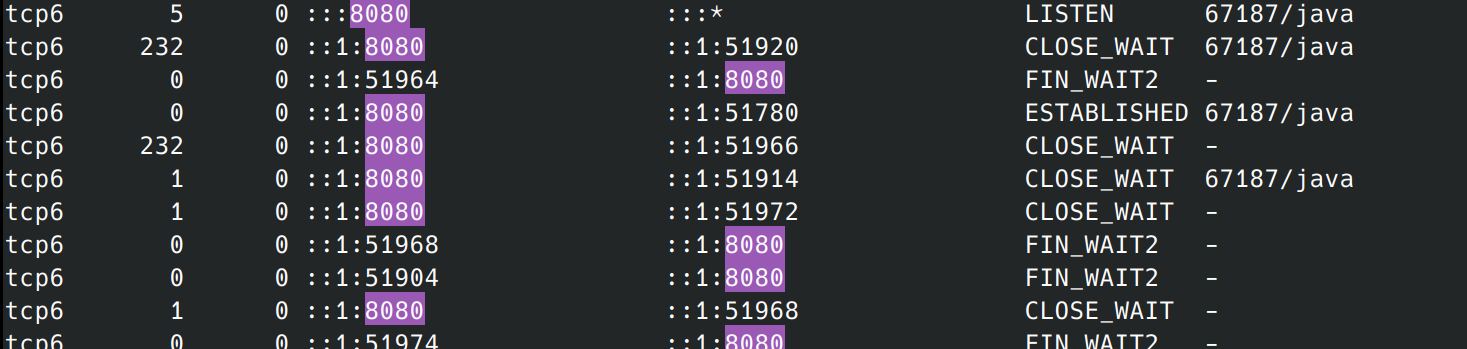 tcp6 5 0 :::8080 :::* LISTEN 67187/java
tcp6 232 0 ::1:8080 ::1:51920 CLOSE_WAIT 67187/java
tcp6 0 0 ::1:51964 ::1:8080 FIN_WAIT2 -
tcp6 0 0 ::1:8080 ::1:51780 ESTABLISHED 67187/java
tcp6 232 0 ::1:8080 ::1:51966 CLOSE_WAIT -
tcp6 1 0 ::1:8080 ::1:51914 CLOSE_WAIT 67187/java
tcp6 1 0 ::1:8080 ::1:51972 CLOSE_WAIT -
tcp6 0 0 ::1:51968 ::1:8080 FIN_WAIT2 -
tcp6 0 0 ::1:51904 ::1:8080 FIN_WAIT2 -
tcp6 1 0 ::1:8080 ::1:51968 CLOSE_WAIT -
tcp6 0 0 ::1:51974 ::1:8080 FIN_WAIT2 -